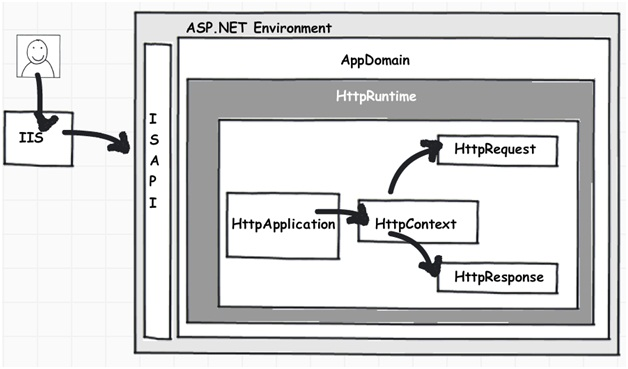 ASP.NET Environment
AppDomain
HttpRuntime
IIS
I
S
A
P
I
HttpRequest
HttpApplication
HttpContext
HttpResponse